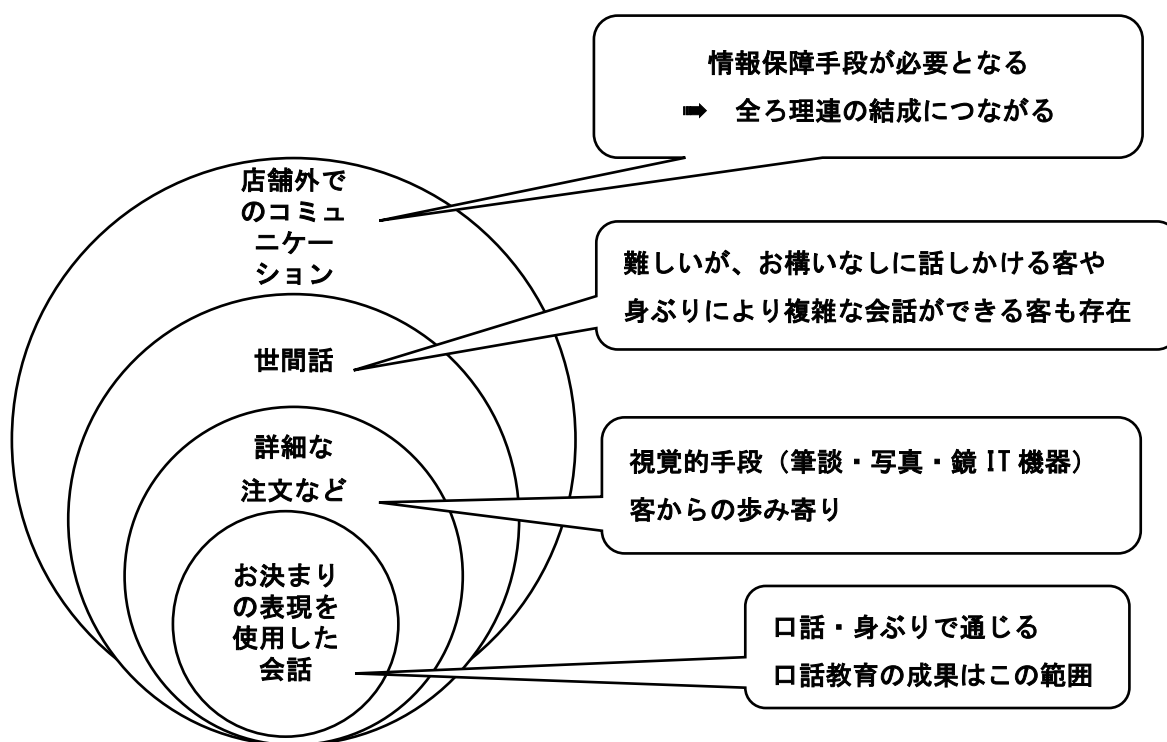 情報保障手段が必要となる
➡ 全ろ理連の結成につながる
店舗外で
のコミュ
ニケー
ション
難しいが、お構いなしに話しかける客や
身ぶりにより複雑な会話ができる客も存在
世間話
詳細な
注文など
視覚的手段（筆談・写真・鏡 IT 機器）
客からの歩み寄り
お決まり
の表現を
使用した
会話
口話・身ぶりで通じる
口話教育の成果はこの範囲